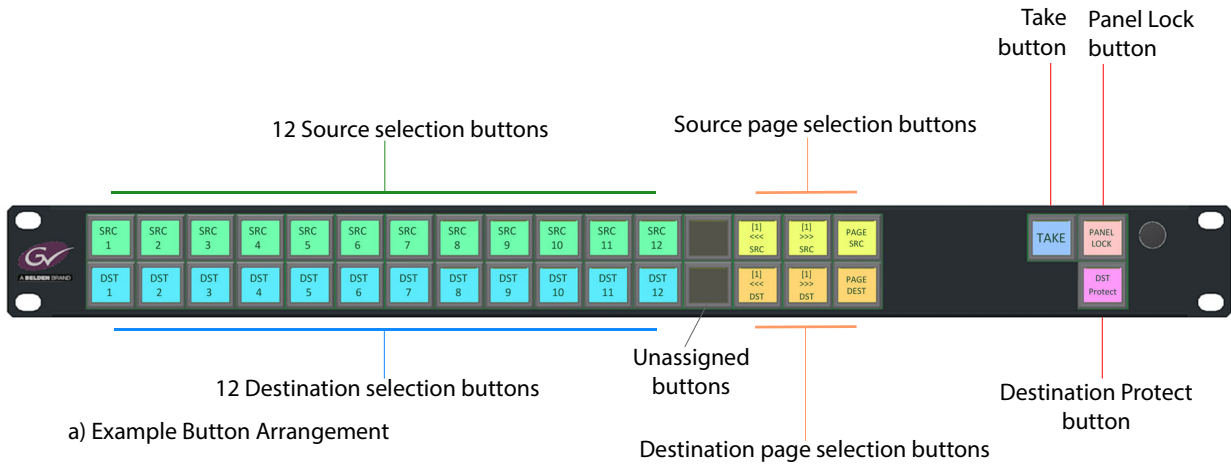 Take
button
Panel Lock
button
12 Source selection buttons
Source page selection buttons
SRC
1
SRC
2
SRC
3
SRC
4
SRC
5
SRC
6
SRC
7
SRC
8
SRC
9
SRC
10
SRC
11
SRC
12
[1]
<<<
SRC
[1]
>>>
SRC
PAGE
SRC
TAKE
PANEL
LOCK
GV
A BELDEN BRAND
DST
1
DST
2
DST
3
DST
4
DST
5
DST
6
DST
7
DST
8
DST
9
DST
10
DST
11
DST
12
[1]
<<<
DST
[1]
>>>
DST
PAGE
DEST
DST
Protect
Unassigned
buttons
12 Destination selection buttons
Destination Protect
button
a) Example Button Arrangement
Destination page selection buttons